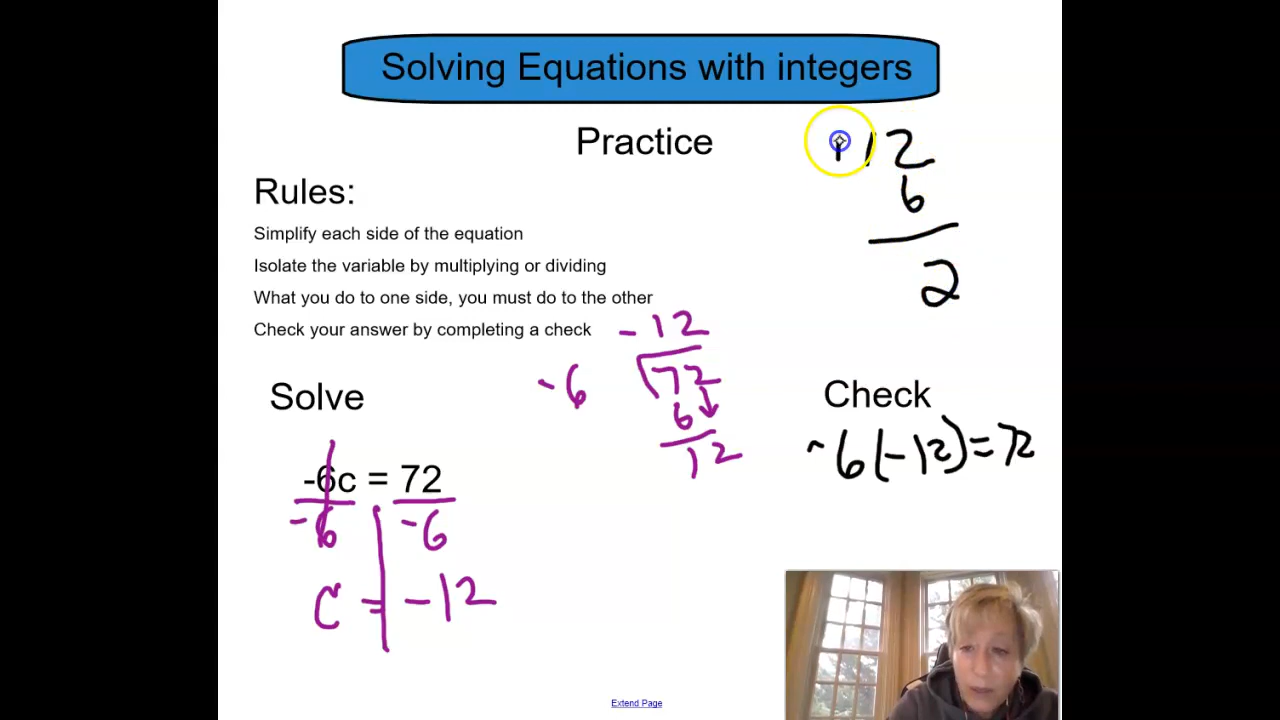 Solving Equations with integers
Practice
Rules:
Simplify each side of the equation
Isolate the variable by multiplying or dividing
What you do to one side, you must do to the other
Check your answer by completing a check
1 12
6
2
-12
-6 72
6
12
Solve
-6c = 72
-6 -6
c = -12
Check
-6(-12)=72
Extend Page